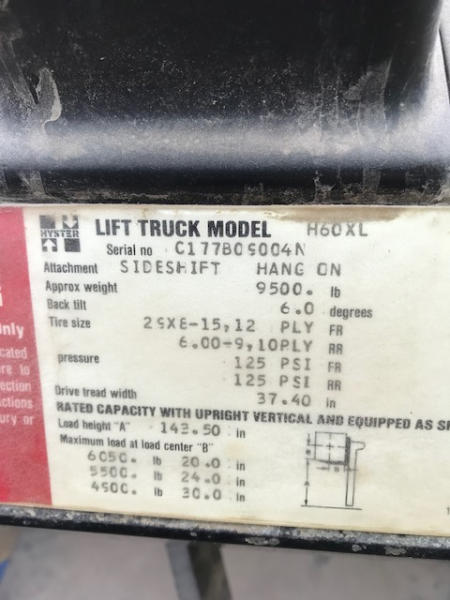 HYSTER
LIFT TRUCK MODEL H60XL
Serial no C177B09004N
Attachment SIDESHIFT HANG ON
Approx weight 9500. lb
Back tilt 6.0 degrees
Tire size 29X8-15,12 PLY FR
6.00-9,10PLY RR
pressure 125 PSI FR
125 PSI RR
Drive tread width 37.40 in
RATED CAPACITY WITH UPRIGHT VERTICAL AND EQUIPPED AS
Load height "A" 143.50 in
Maximum load at load center "B"
6050. lb 20.0 in
5500. lb 24.0 in
4500. lb 30.0 in